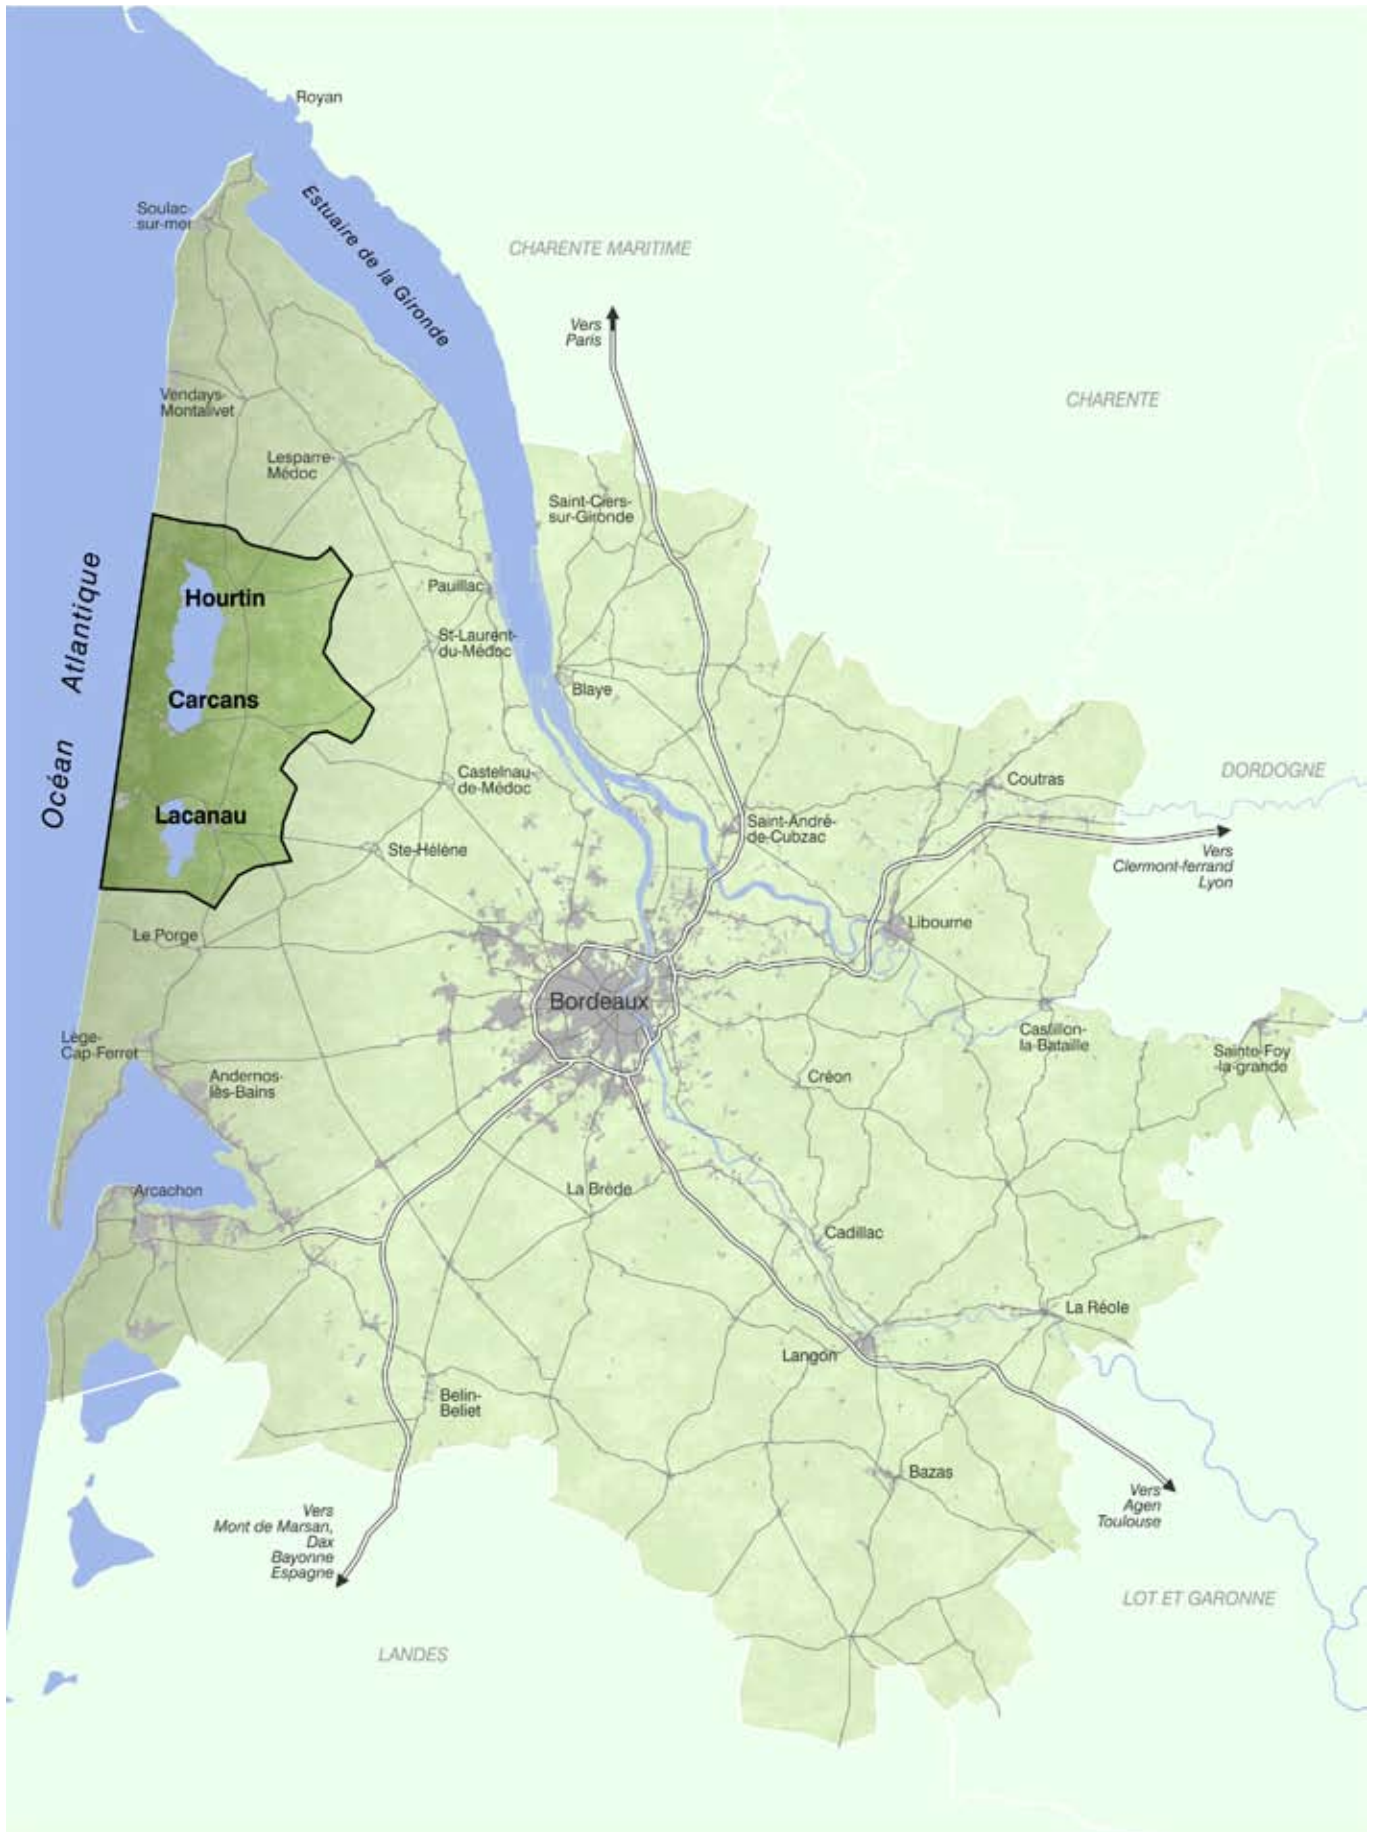 Royan
Soulac-
sur-mer
Estuaire de la Gironde
CHARENTE MARITIME
Vers
Paris
CHARENTE
Vendays-
Montalivet
Lesparre-
Médoc
Saint-Ciers-
sur-Gironde
Océan Atlantique
Hourtin
Pauillac
St-Laurent-
du-Médoc
Carcans
Blaye
Castelnau-
de-Médoc
Coutras
DORDOGNE
Lacanau
Ste-Hélène
Saint-André-
de-Cubzac
Vers
Clermont-ferrand
Lyon
Le Porge
Libourne
Bordeaux
Lège-
Cap-Ferret
Castillon-
la-Bataille
Sainte-Foy
-la-grande
Andernos-
lès-Bains
Créon
Arcachon
La Brède
Cadillac
La Réole
Langon
Belin-
Beliet
Bazas
Vers
Agen
Toulouse
Vers
Mont de Marsan,
Dax
Bayonne
Espagne
LOT ET GARONNE
LANDES